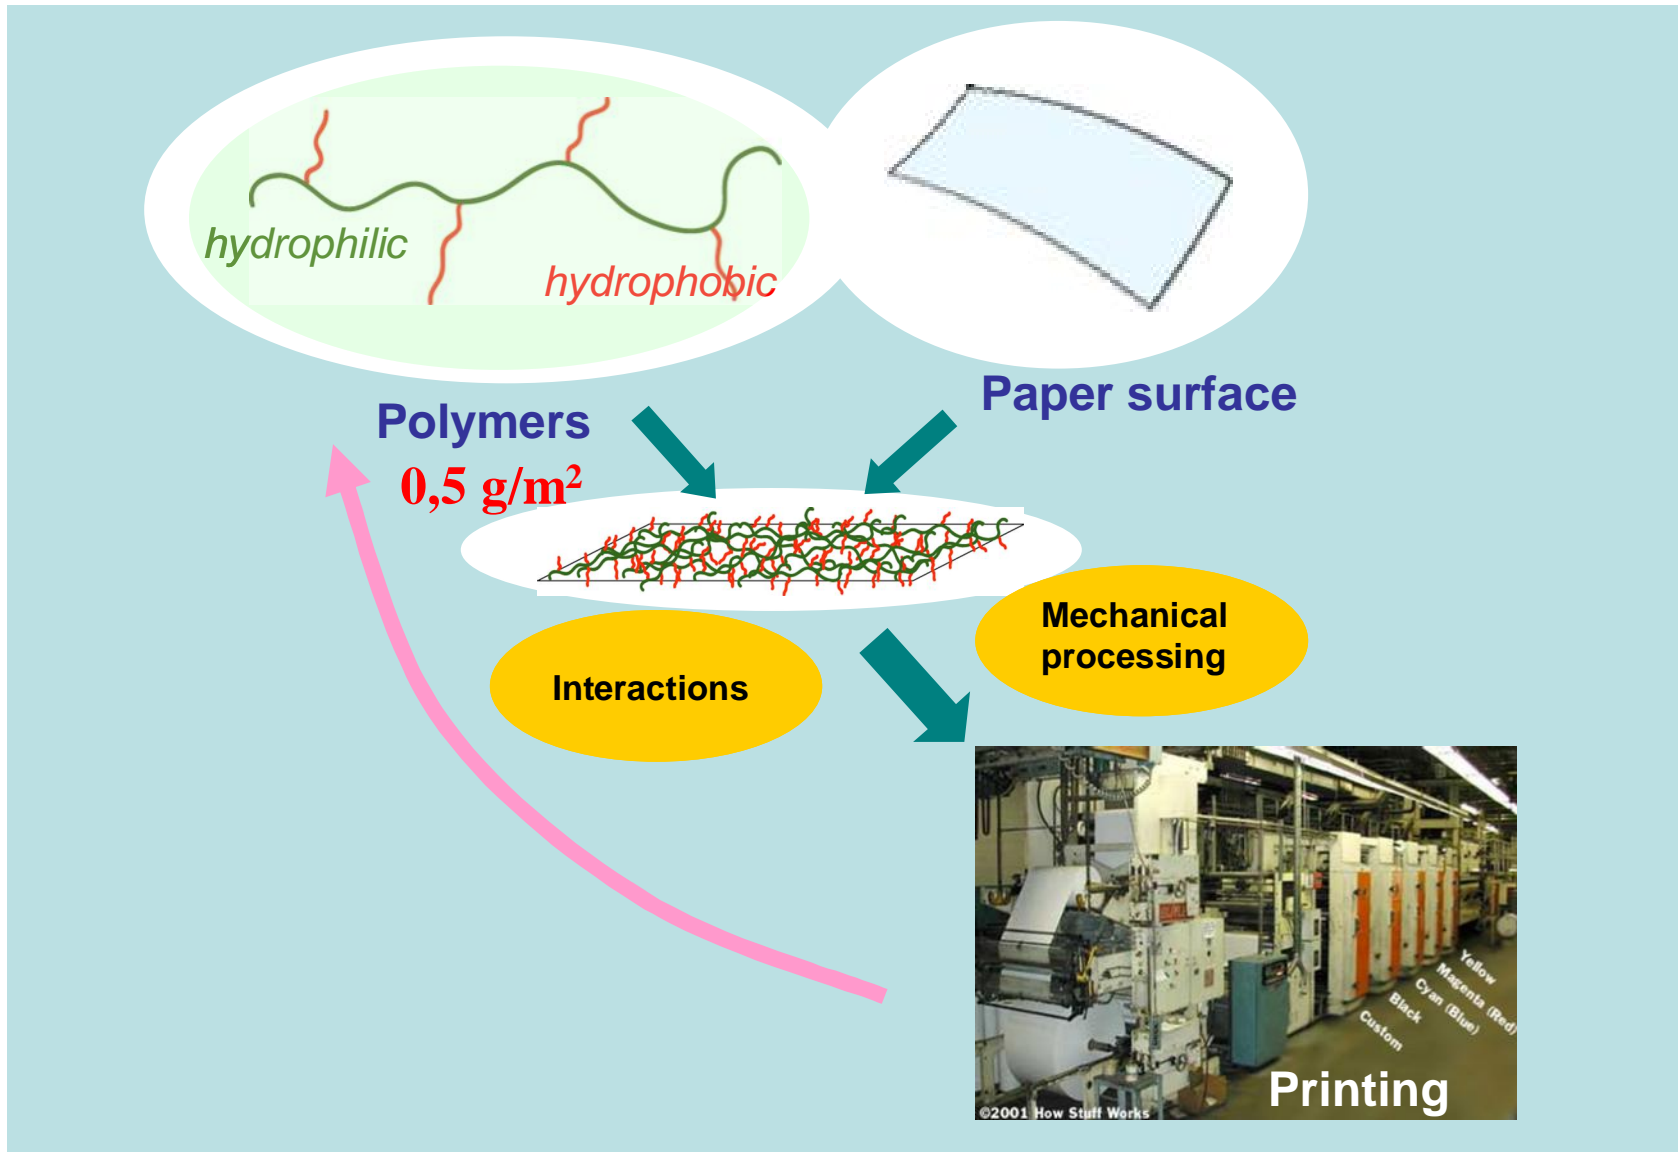 hydrophilic
hydrophobic
Polymers
0,5 g/m²
Paper surface
Interactions
Mechanical
processing
Yellow
Magenta (Red)
Cyan (Blue)
Black
Custom
Printing
©2001 How Stuff Works